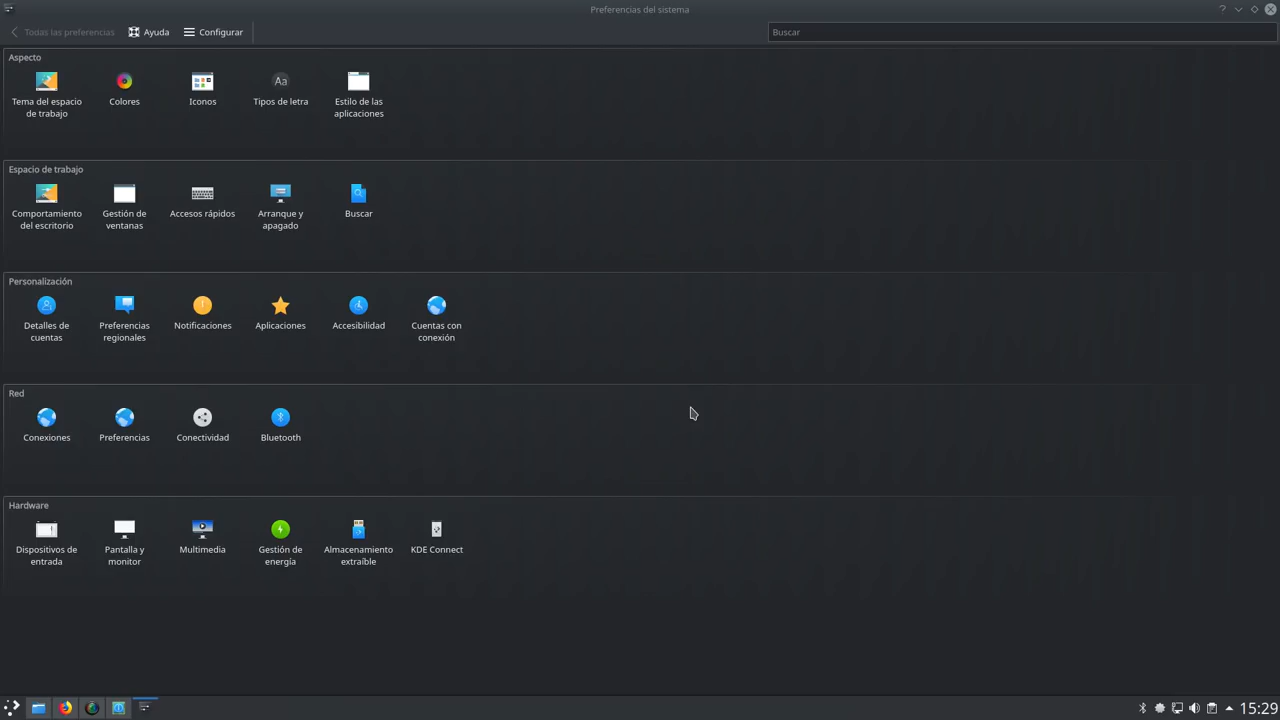 Preferencias del sistema
Todas las preferencias Ayuda Configurar Buscar
Aspecto
Tema del espacio de trabajo
Colores
Iconos
Aa
Tipos de letra
Estilo de las aplicaciones
Espacio de trabajo
Comportamiento del escritorio
Gestión de ventanas
Accesos rápidos
Arranque y apagado
Buscar
Personalización
Detalles de cuentas
Preferencias regionales
Notificaciones
Aplicaciones
Accesibilidad
Cuentas con conexión
Red
Conexiones
Preferencias
Conectividad
Bluetooth
Hardware
Dispositivos de entrada
Pantalla y monitor
Multimedia
Gestión de energía
Almacenamiento extraíble
KDE Connect
15:29